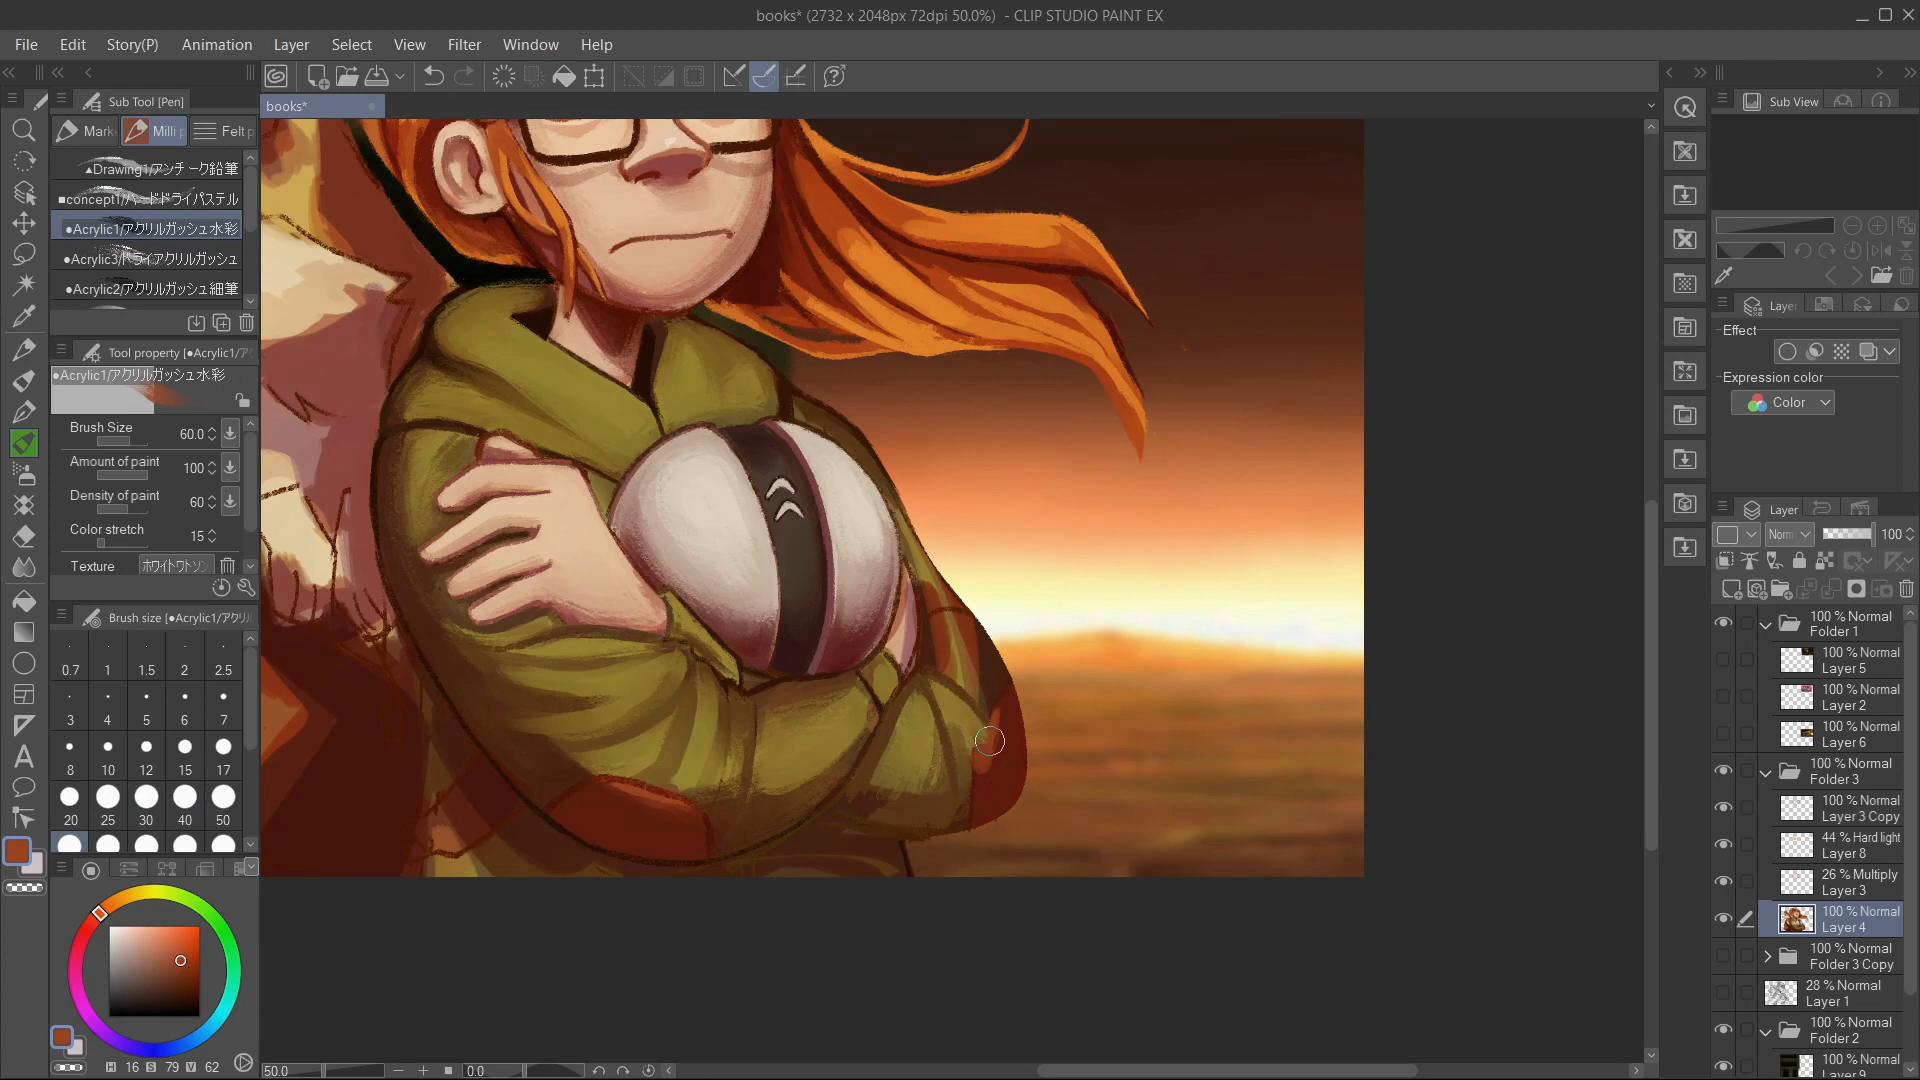 books* (2732 x 2048px 72dpi 50.0%) - CLIP STUDIO PAINT EX
File Edit Story(P) Animation Layer Select View Filter Window Help
Sub Tool [Pen]
books*
Sub View
Mark
Milli p
Felt p
▲Drawing1/アンチーク鉛筆
■concept1/ハードドライパステル
●Acrylic1/アクリルガッシュ水彩
●Acrylic3/ドライアクリルガッシュ
●Acrylic2/アクリルガッシュ細筆
Tool property [●Acrylic1/ア
●Acrylic1/アクリルガッシュ水彩
Brush Size 60.0
Amount of paint 100
Density of paint 60
Color stretch 15
Texture ホワイトワトソン
Brush size [●Acrylic1/アクリ
0.7 1 1.5 2 2.5
3 4 5 6 7
8 10 12 15 17
20 25 30 40 50
H 16 S 79 V 62
50.0
0.0
Layer
Effect
Expression color
Color
Layer
Norm 100
100 % Normal
Folder 1
100 % Normal
Layer 5
100 % Normal
Layer 2
100 % Normal
Layer 6
100 % Normal
Folder 3
100 % Normal
Layer 3 Copy
44 % Hard light
Layer 8
26 % Multiply
Layer 3
100 % Normal
Layer 4
100 % Normal
Folder 3 Copy
28 % Normal
Layer 1
100 % Normal
Folder 2
100 % Normal
Layer 9